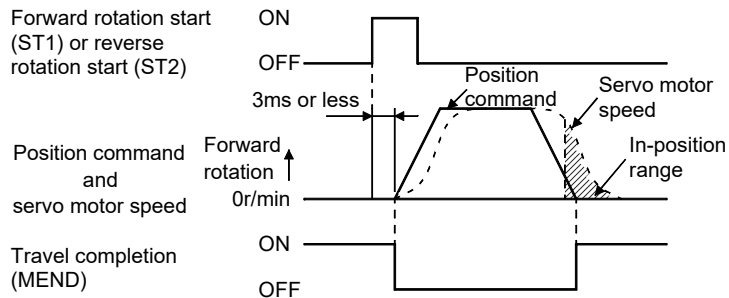 Forward rotation start
(ST1) or reverse
rotation start (ST2)
ON
OFF
3ms or less
Position
command
Servo motor
speed
In-position
range
Position command
and
servo motor speed
Forward
rotation
0r/min
Travel completion
(MEND)
ON
OFF